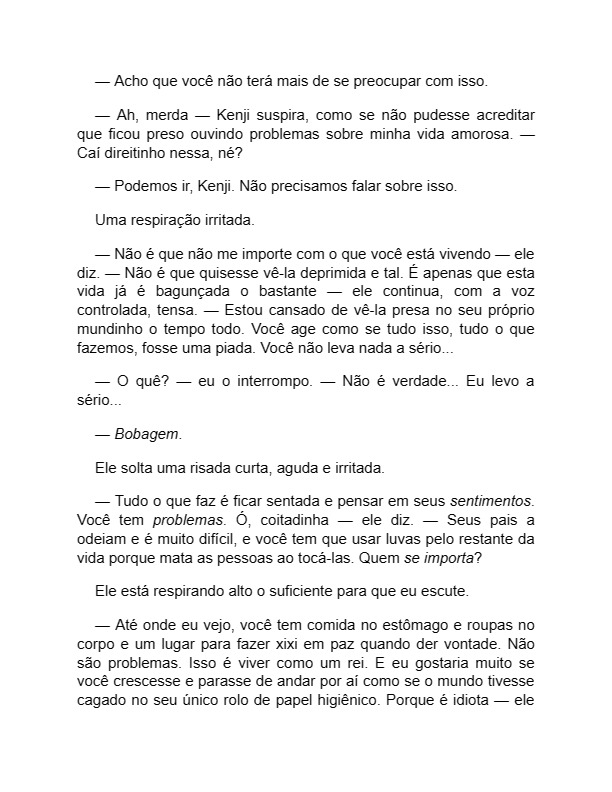 — Acho que você não terá mais de se preocupar com isso.
— Ah, merda — Kenji suspira, como se não pudesse acreditar
que ficou preso ouvindo problemas sobre minha vida amorosa. —
Caí direitinho nessa, né?
— Podemos ir, Kenji. Não precisamos falar sobre isso.
Uma respiração irritada.
— Não é que não me importe com o que você está vivendo — ele
diz. — Não é que quisesse vê-la deprimida e tal. É apenas que esta
vida já é bagunçada o bastante — ele continua, com a voz
controlada, tensa. — Estou cansado de vê-la presa no seu próprio
mundinho o tempo todo. Você age como se tudo isso, tudo o que
fazemos, fosse uma piada. Você não leva nada a sério...
— O quê? — eu o interrompo. — Não é verdade... Eu levo a
sério...
— Bobagem.
Ele solta uma risada curta, aguda e irritada.
— Tudo o que faz é ficar sentada e pensar em seus sentimentos.
Você tem problemas. Ó, coitadinha — ele diz. — Seus pais a
odeiam e é muito difícil, e você tem que usar luvas pelo restante da
vida porque mata as pessoas ao tocá-las. Quem se importa?
Ele está respirando alto o suficiente para que eu escute.
— Até onde eu vejo, você tem comida no estômago e roupas no
corpo e um lugar para fazer xixi em paz quando der vontade. Não
são problemas. Isso é viver como um rei. E eu gostaria muito se
você crescesse e parasse de andar por aí como se o mundo tivesse
cagado no seu único rolo de papel higiênico. Porque é idiota — ele